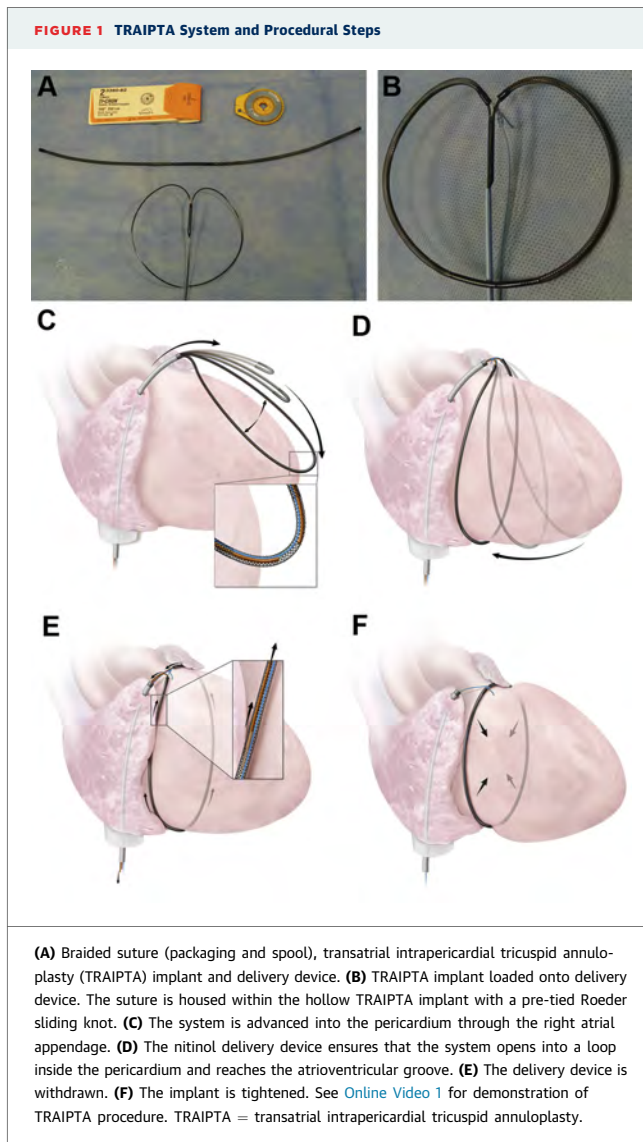 FIGURE 1 TRAIPTA System and Procedural Steps
A
B
C
D
E
F
(A) Braided suture (packaging and spool), transatrial intrapericardial tricuspid annulo-
plasty (TRAIPTA) implant and delivery device. (B) TRAIPTA implant loaded onto delivery
device. The suture is housed within the hollow TRAIPTA implant with a pre-tied Roeder
sliding knot. (C) The system is advanced into the pericardium through the right atrial
appendage. (D) The nitinol delivery device ensures that the system opens into a loop
inside the pericardium and reaches the atrioventricular groove. (E) The delivery device is
withdrawn. (F) The implant is tightened. See Online Video 1 for demonstration of
TRAIPTA procedure. TRAIPTA = transatrial intrapericardial tricuspid annuloplasty.